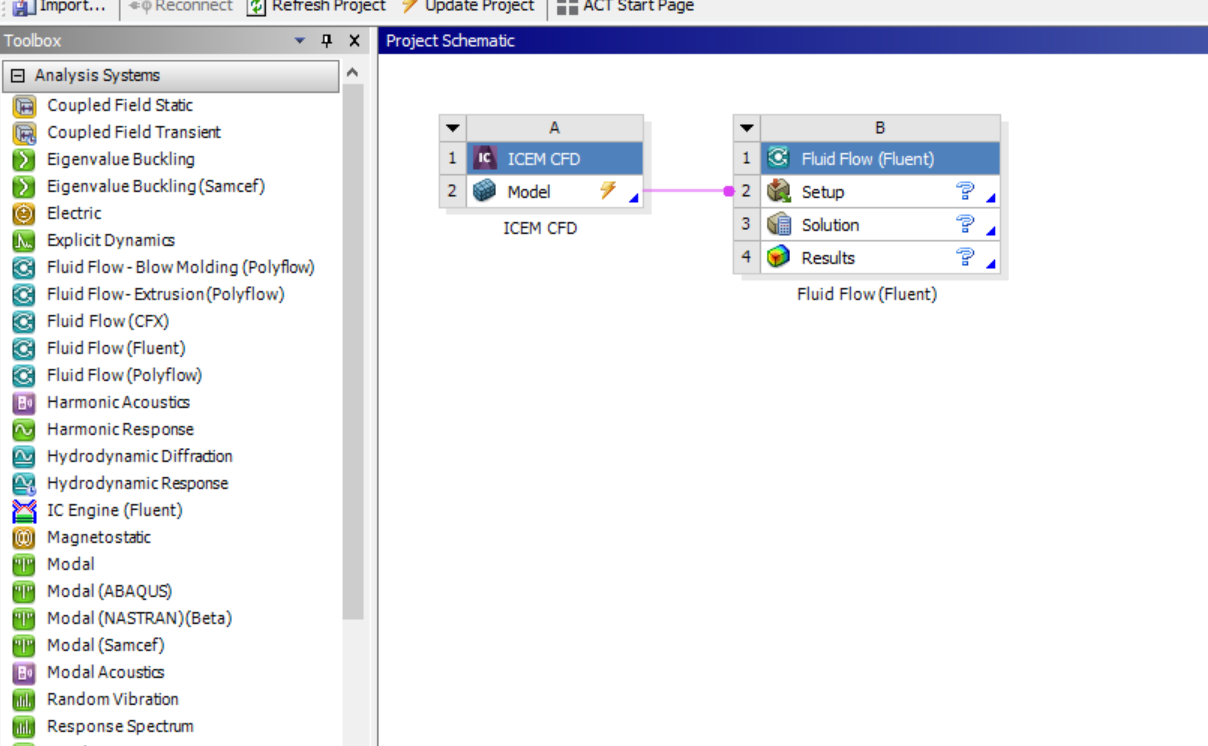 Import... Reconnect Refresh Project Update Project ACT Start Page
Toolbox
Project Schematic
Analysis Systems
Coupled Field Static
Coupled Field Transient
Eigenvalue Buckling
Eigenvalue Buckling (Samcef)
Electric
Explicit Dynamics
Fluid Flow - Blow Molding (Polyflow)
Fluid Flow - Extrusion (Polyflow)
Fluid Flow (CFX)
Fluid Flow (Fluent)
Fluid Flow (Polyflow)
Harmonic Acoustics
Harmonic Response
Hydrodynamic Diffraction
Hydrodynamic Response
IC Engine (Fluent)
Magnetostatic
Modal
Modal (ABAQUS)
Modal (NASTRAN) (Beta)
Modal (Samcef)
Modal Acoustics
Random Vibration
Response Spectrum
A
1 IC ICEM CFD
2 Model
ICEM CFD
B
1 Fluid Flow (Fluent)
2 Setup ?
3 Solution ?
4 Results ?
Fluid Flow (Fluent)